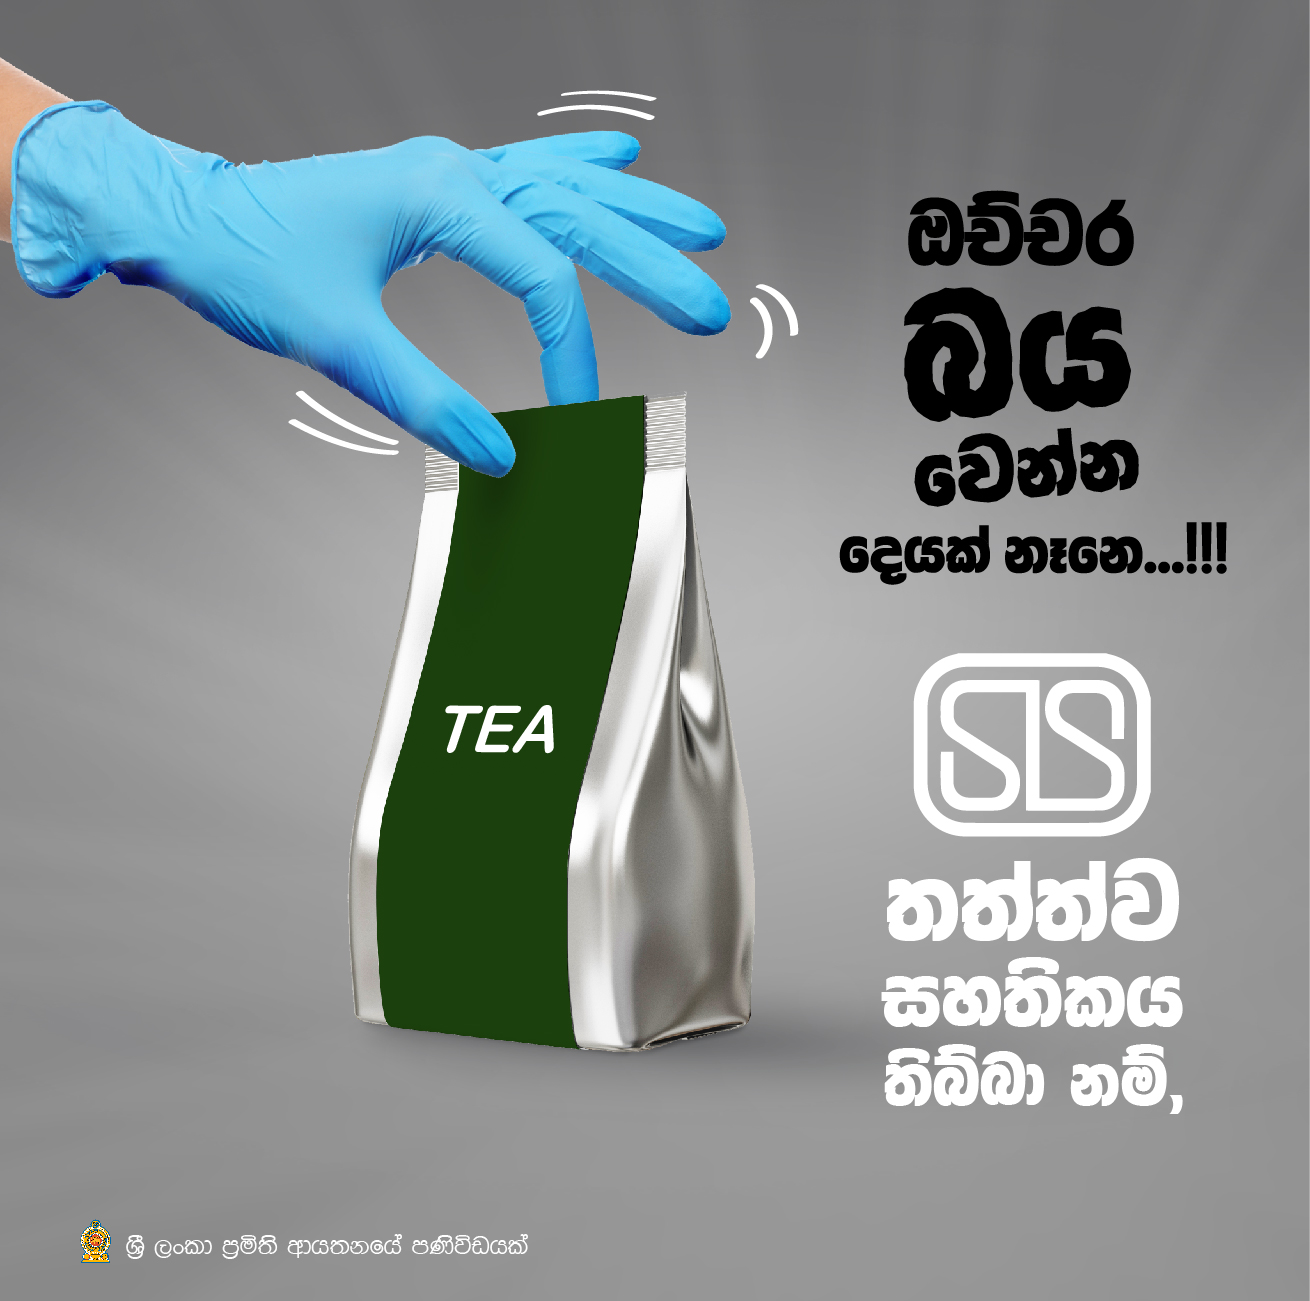 ඔච්චර
බය
වෙන්න
දෙයක් නෑනෙ...!!!
TEA
SLS
තත්ත්ව
සහතිකය
තිබ්බා නම්,
ශ්‍රී ලංකා ප්‍රමිති ආයතනයේ පණිවිඩයක්